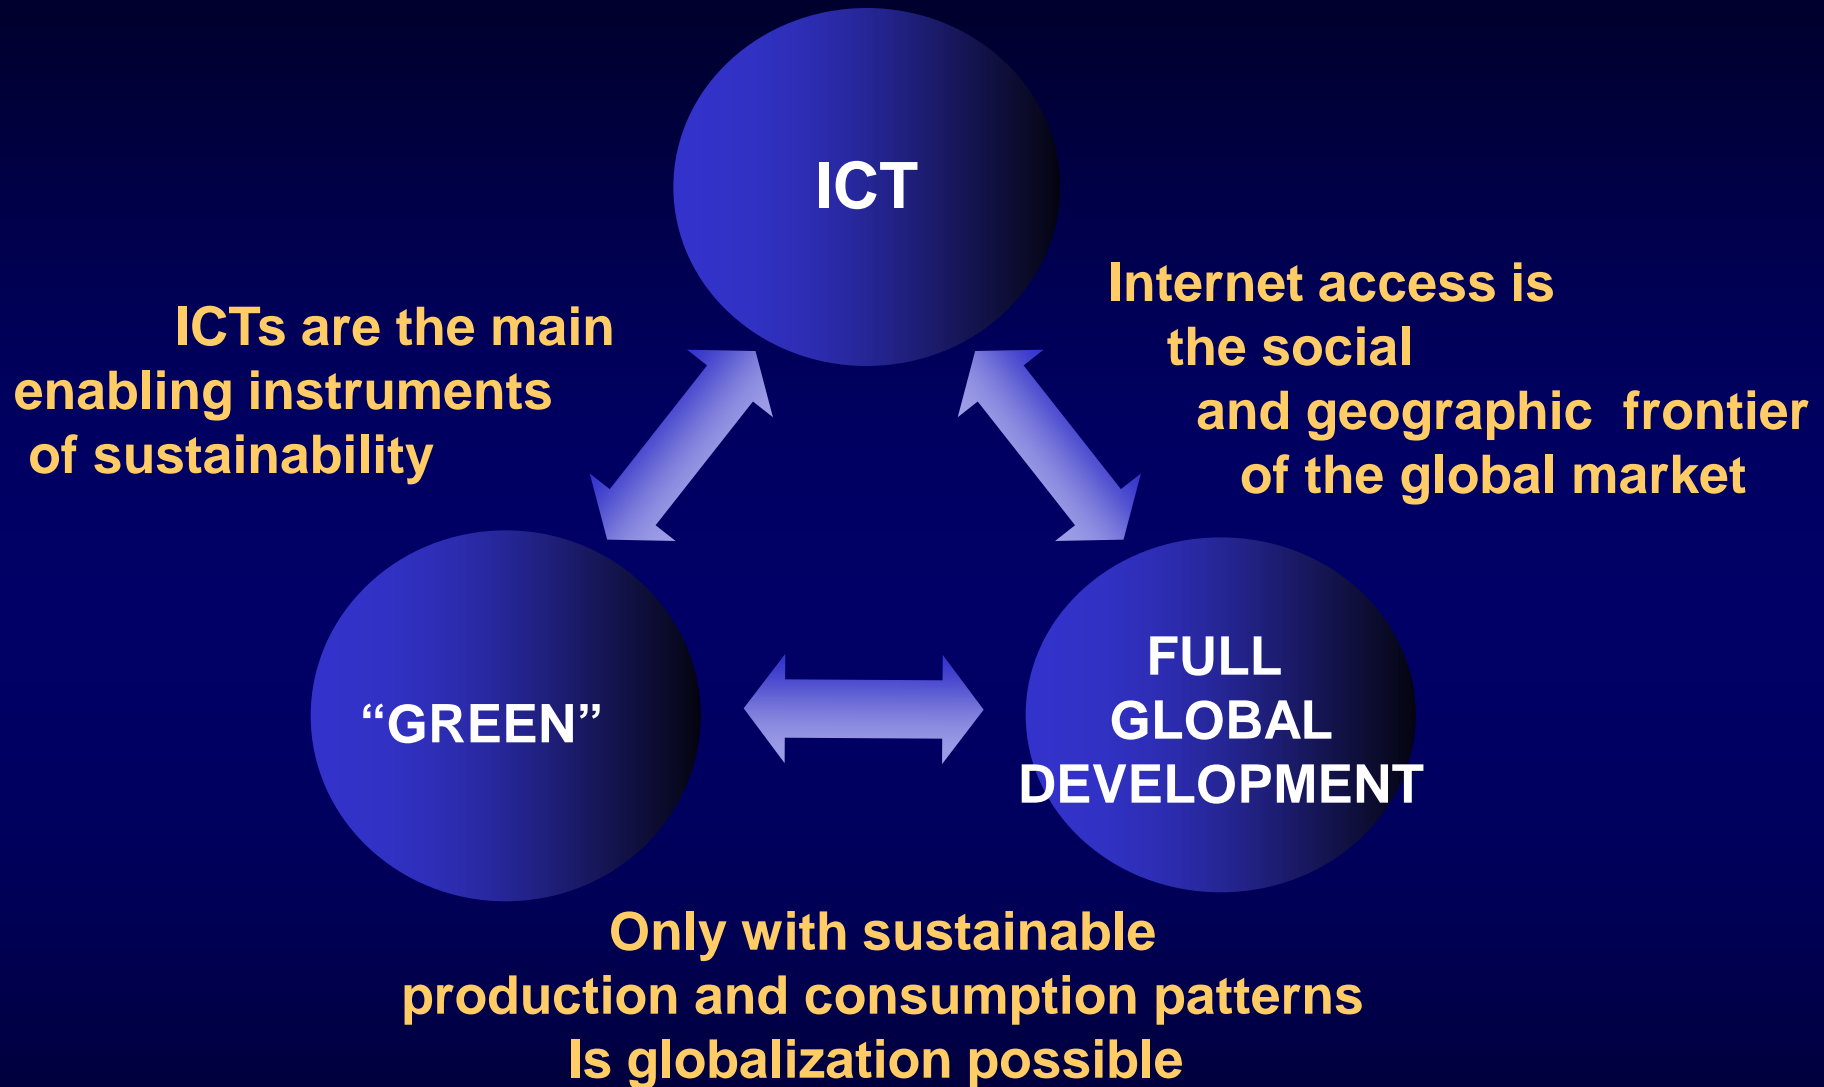 ICT
ICTs are the main
enabling instruments
of sustainability
Internet access is
the social
and geographic frontier
of the global market
“GREEN”
FULL
GLOBAL
DEVELOPMENT
Only with sustainable
production and consumption patterns
Is globalization possible